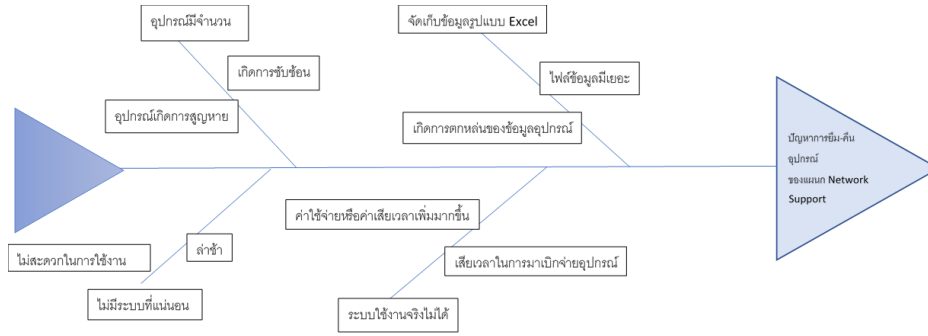 อุปกรณ์มีจำนวน
จัดเก็บข้อมูลรูปแบบ Excel
เกิดการซับซ้อน
ไฟล์ข้อมูลมีเยอะ
อุปกรณ์เกิดการสูญหาย
เกิดการตกหล่นของข้อมูลอุปกรณ์
ปัญหาการยืม-คืน
อุปกรณ์
ของแผนก Network
Support
ค่าใช้จ่ายหรือค่าเสียเวลาเพิ่มมากขึ้น
ล่าช้า
ไม่สะดวกในการใช้งาน
เสียเวลาในการมาเบิกจ่ายอุปกรณ์
ไม่มีระบบที่แน่นอน
ระบบใช้งานจริงไม่ได้